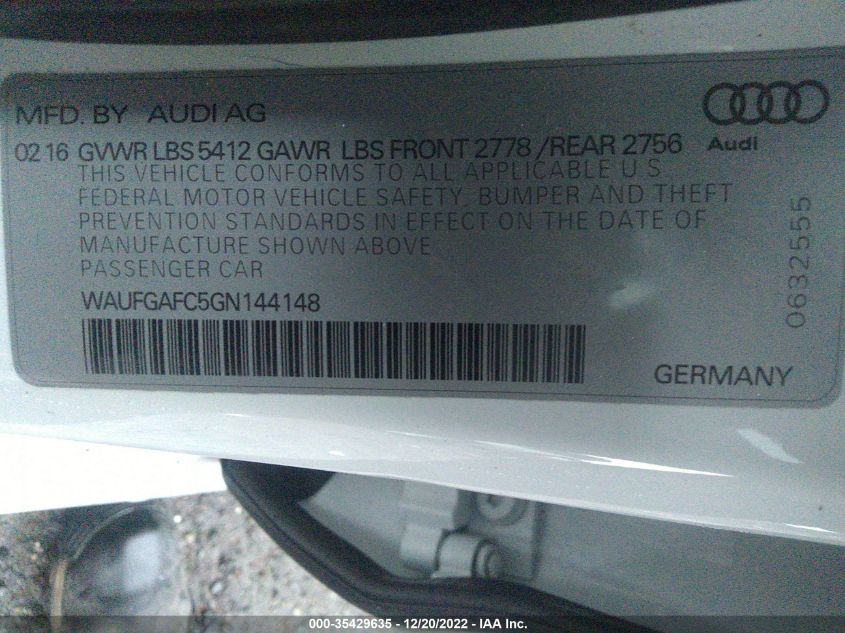 MFD. BY AUDI AG
02 16 GVWR LBS 5412 GAWR LBS FRONT 2778 /REAR 2756
Audi
THIS VEHICLE CONFORMS TO ALL APPLICABLE U S
FEDERAL MOTOR VEHICLE SAFETY, BUMPER AND THEFT
PREVENTION STANDARDS IN EFFECT ON THE DATE OF
MANUFACTURE SHOWN ABOVE
PASSENGER CAR
WAUFGAFC5GN144148
0632555
GERMANY
000-35429635 - 12/20/2022 - IAA Inc.